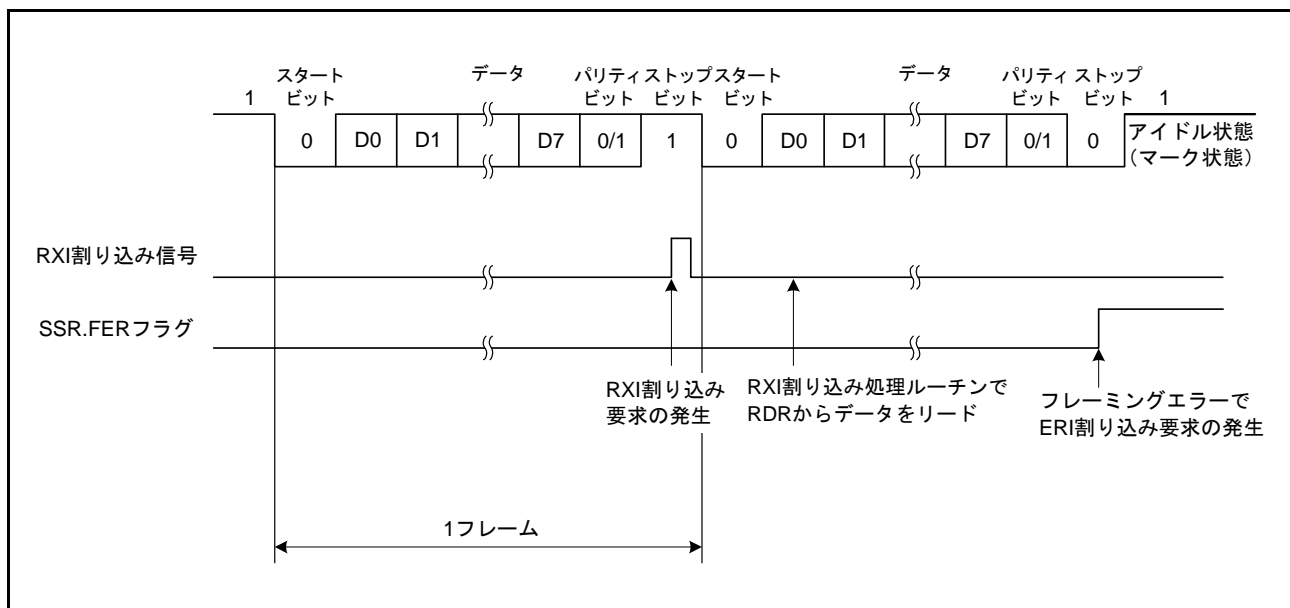 スタート データ パリティ ストップ スタート データ パリティ ストップ
1 ビット ビット ビット ビット ビット ビット 1
0 D0 D1 D7 0/1 1 0 D0 D1 D7 0/1 0 アイドル状態
(マーク状態)
RXI割り込み信号
SSR.FERフラグ
RXI割り込み
要求の発生
RXI割り込み処理ルーチンで
RDRからデータをリード
フレーミングエラーで
ERI割り込み要求の発生
1フレーム